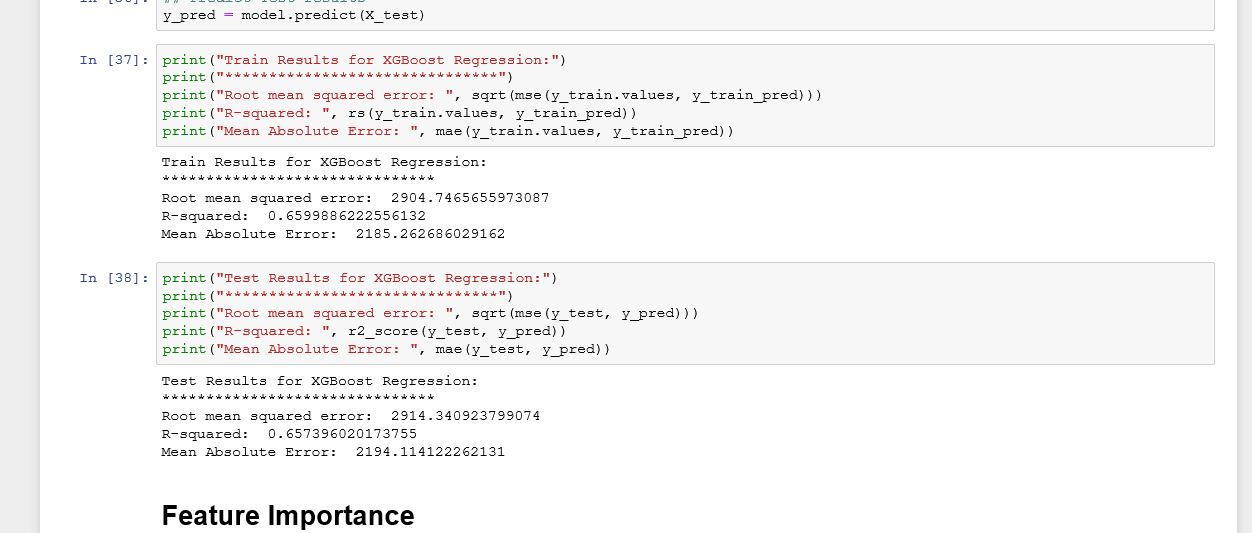 y_pred = model.predict(X_test)
In [37]: print("Train Results for XGBoost Regression:")
print("*******************************")
print("Root mean squared error: ", sqrt(mse(y_train.values, y_train_pred)))
print("R-squared: ", rs(y_train.values, y_train_pred))
print("Mean Absolute Error: ", mae(y_train.values, y_train_pred))
Train Results for XGBoost Regression:
*******************************
Root mean squared error:  2904.7465655973087
R-squared:  0.6599886222556132
Mean Absolute Error:  2185.262686029162
In [38]: print("Test Results for XGBoost Regression:")
print("*******************************")
print("Root mean squared error: ", sqrt(mse(y_test, y_pred)))
print("R-squared: ", r2_score(y_test, y_pred))
print("Mean Absolute Error: ", mae(y_test, y_pred))
Test Results for XGBoost Regression:
*******************************
Root mean squared error:  2914.340923799074
R-squared:  0.657396020173755
Mean Absolute Error:  2194.114122262131
Feature Importance